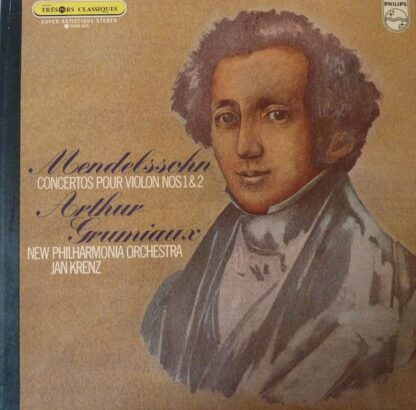 TRÉSORS CLASSIQUES
SUPER ARTISTIQUE-STEREO
PHILIPS
Mendelssohn
CONCERTOS POUR VIOLON NOS 1 & 2
Arthur
Grumiaux
NEW PHILHARMONIA ORCHESTRA
JAN KRENZ